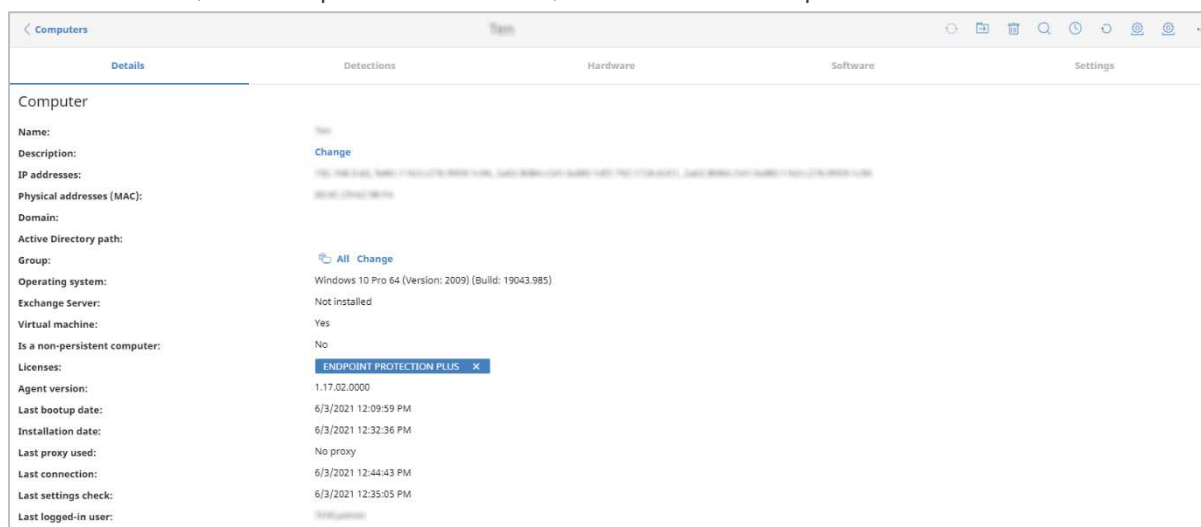 Computers
Details Detections Hardware Software Settings
Computer
Name:
Description: Change
IP addresses:
Physical addresses (MAC):
Domain:
Active Directory path:
Group: All Change
Operating system: Windows 10 Pro 64 (Version: 2009) (Build: 19043.985)
Exchange Server: Not installed
Virtual machine: Yes
Is a non-persistent computer: No
Licenses: ENDPOINT PROTECTION PLUS X
Agent version: 1.17.02.0000
Last bootup date: 6/3/2021 12:09:59 PM
Installation date: 6/3/2021 12:32:36 PM
Last proxy used: No proxy
Last connection: 6/3/2021 12:44:43 PM
Last settings check: 6/3/2021 12:35:05 PM
Last logged-in user: